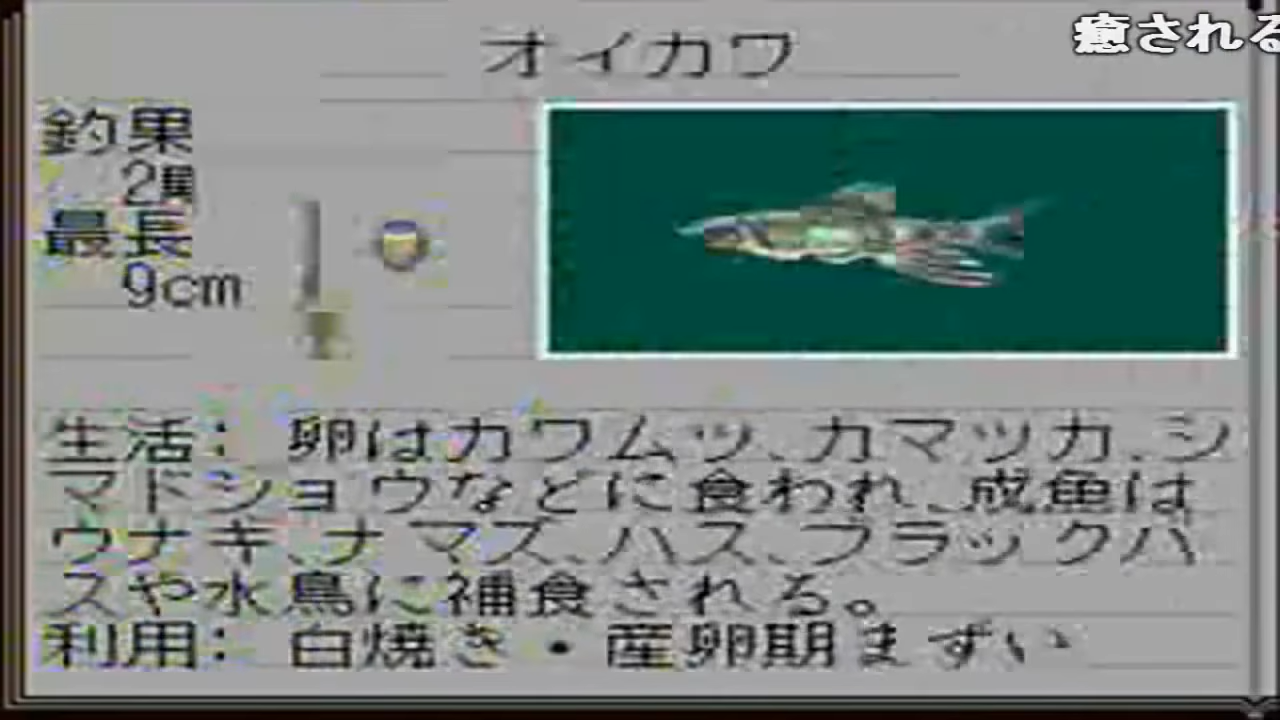 オイカワ
癒される
釣果
2匹
最長
9cm
生活: 卵はカワムツ、カマツカ、シ
マドショウなどに食われ、成魚は
ウナギ、ナマズ、ハス、ブラックバ
スや水鳥に補食される。
利用: 白焼き・産卵期まずい